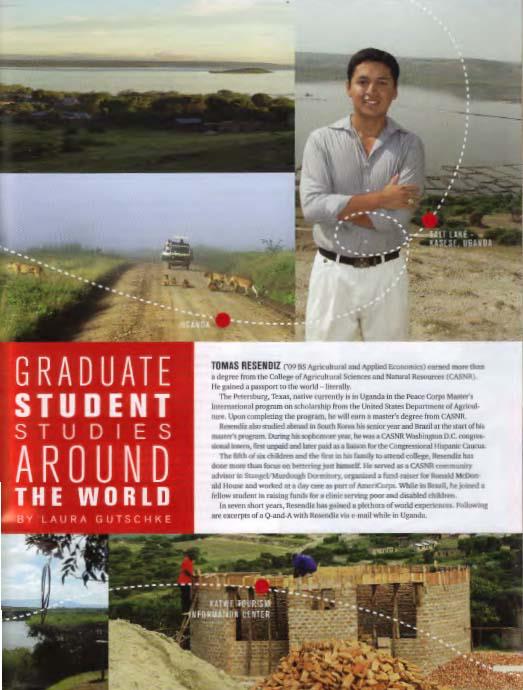 SALT LAKE -
KASESE, UGANDA
UGANDA
GRADUATE
STUDENT
STUDIES
AROUND
THE WORLD
BY LAURA GUTSCHKE
TOMAS RESENDIZ ('09 BS Agricultural and Applied Economics) earned more than
a degree from the College of Agricultural Sciences and Natural Resources (CASNR).
He gained a passport to the world – literally.
The Petersburg, Texas, native currently is in Uganda in the Peace Corps Master's
International program on scholarship from the United States Department of Agricul-
ture. Upon completing the program, he will earn a master's degree from CASNR.
Resendiz also studied abroad in South Korea his senior year and Brazil at the start of his
master's program. During his sophomore year, he was a CASNR Washington D.C. congres-
sional intern, first unpaid and later paid as a liaison for the Congressional Hispanic Caucus.
The fifth of six children and the first in his family to attend college, Resendiz has
done more than focus on bettering just himself. He served as a CASNR community
advisor in Stangel/Murdough Dormitory, organized a fund-raiser for Ronald McDon-
ald House and worked at a day care as part of AmeriCorps. While in Brazil, he joined a
fellow student in raising funds for a clinic serving poor and disabled children.
In seven short years, Resendiz has gained a plethora of world experiences. Following
are excerpts of a Q-and-A with Resendiz via e-mail while in Uganda.
KATWE TOURISM
INFORMATION CENTER